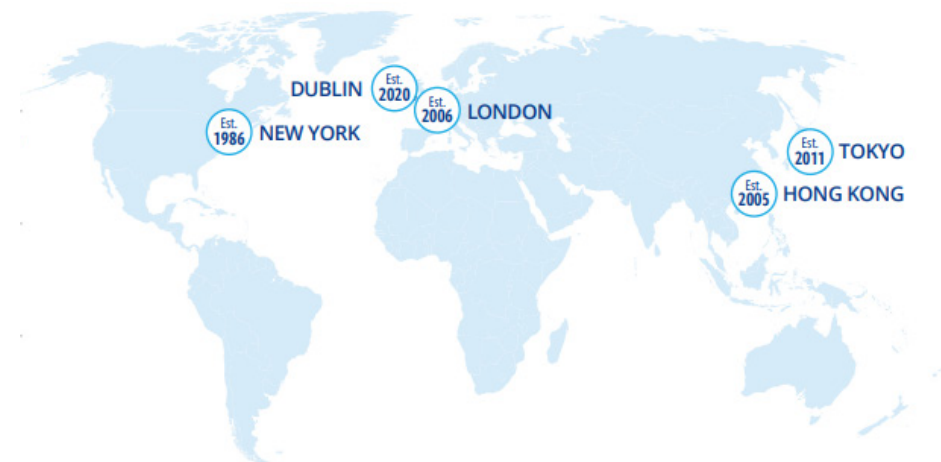 DUBLIN
Est.
2020
Est.
2006
LONDON
Est.
1986
NEW YORK
Est.
2011
TOKYO
Est.
2005
HONG KONG